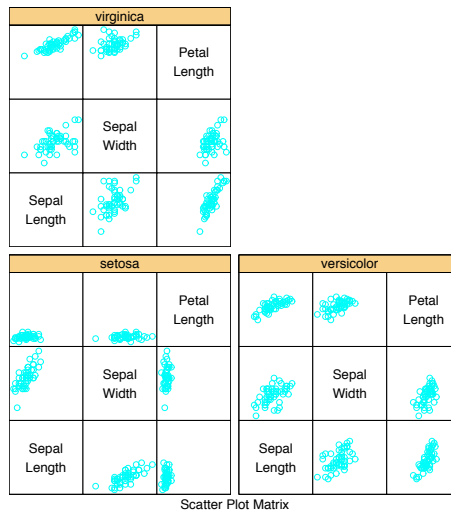 virginica
Petal
Length
Sepal
Width
Sepal
Length
setosa
Petal
Length
Sepal
Width
Sepal
Length
versicolor
Petal
Length
Sepal
Width
Sepal
Length
Scatter Plot Matrix